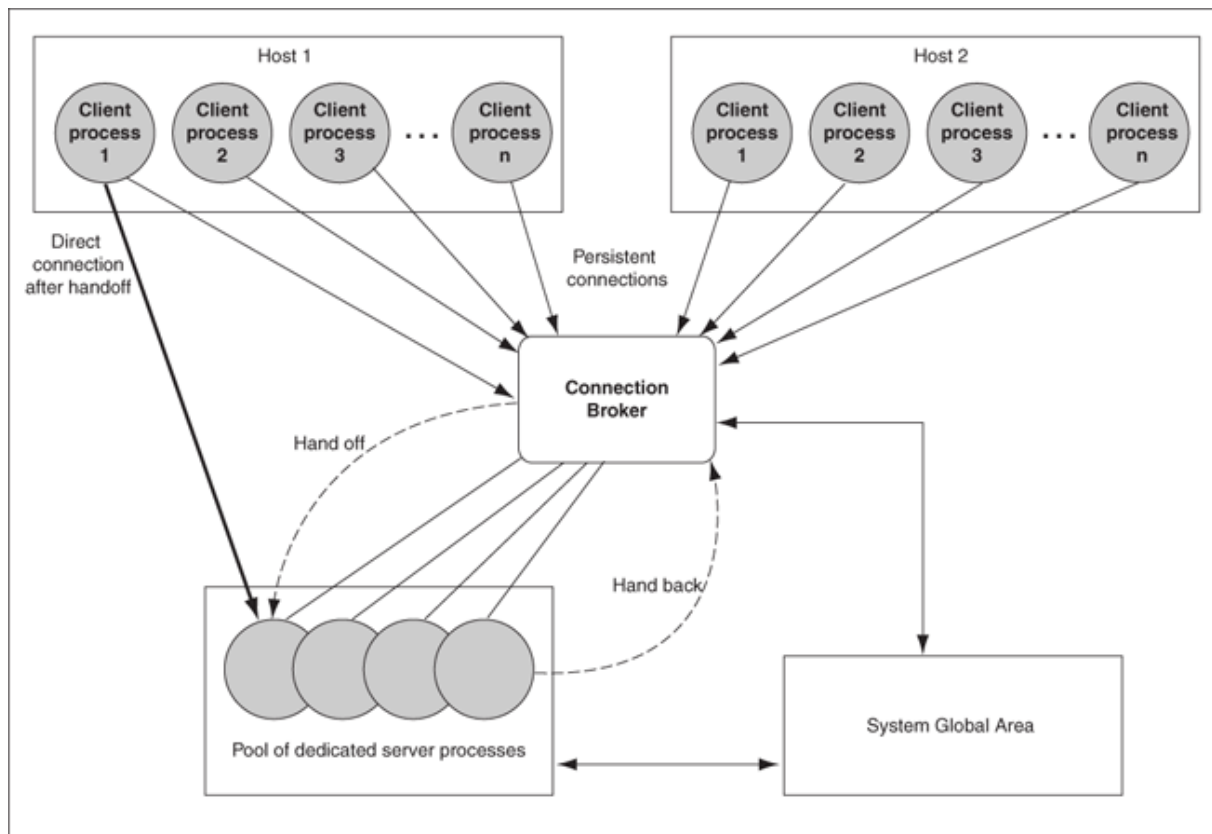 Host 1
Client
process
1
Client
process
2
Client
process
3
...
Client
process
n
Host 2
Client
process
1
Client
process
2
Client
process
3
...
Client
process
n
Direct
connection
after handoff
Persistent
connections
Connection
Broker
Hand off
Hand back
Pool of dedicated server processes
System Global Area